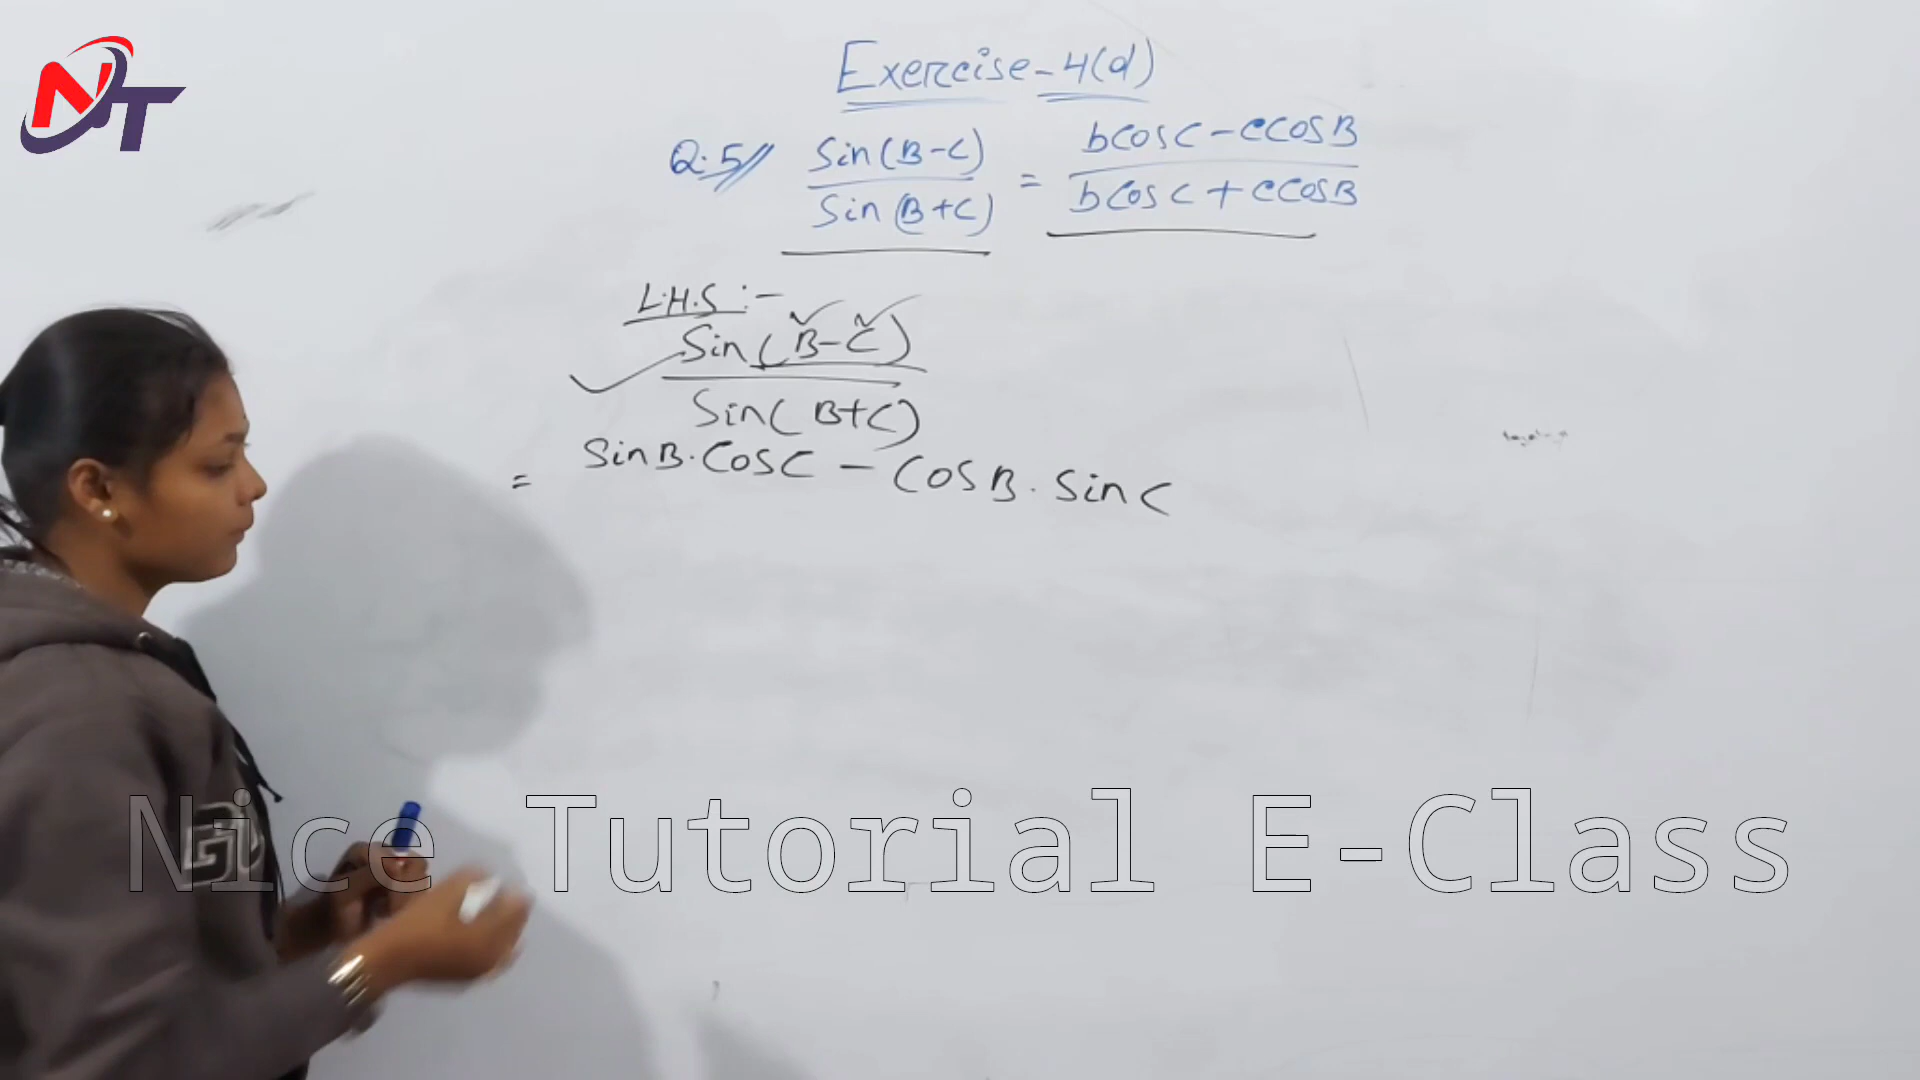 NT
Exercise-4(d)
Q.5// Sin(B-C) / Sin(B+C) = bCosC-cCosB / bCosC+cCosB
L.H.S :-
Sin(B-C)
Sin(B+C)
= SinB.CosC - CosB.SinC
Nice Tutorial E-Class